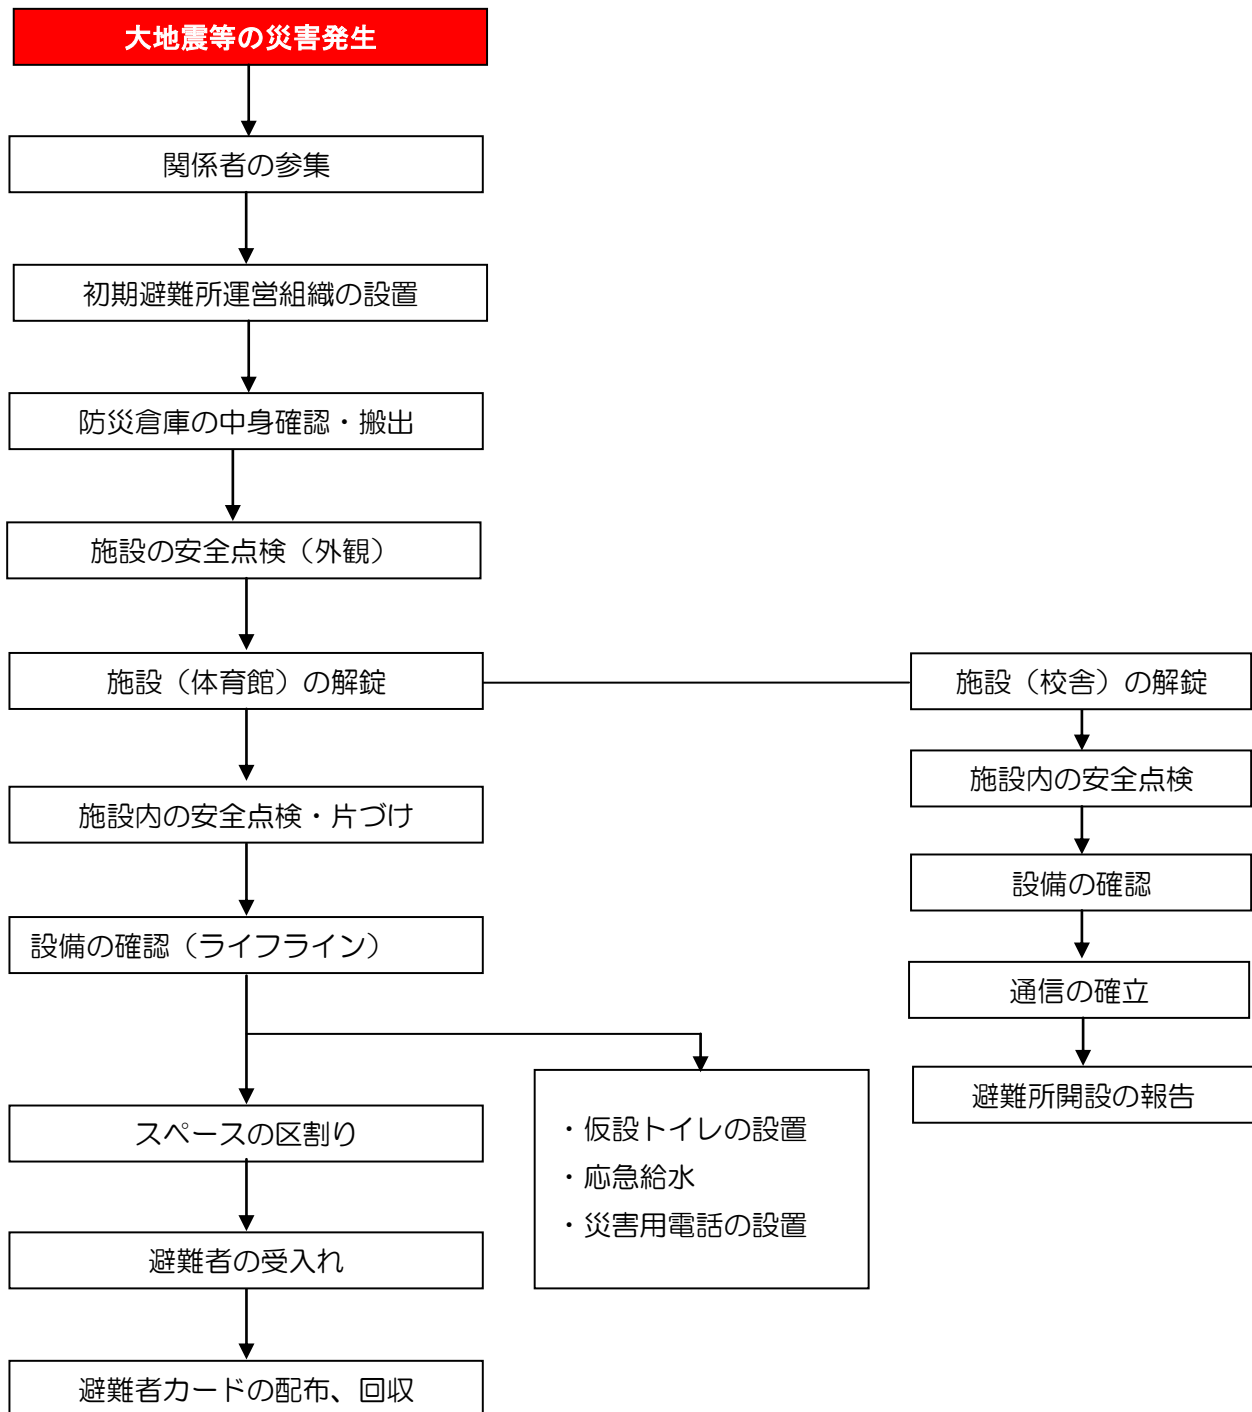 大地震等の災害発生
関係者の参集
初期避難所運営組織の設置
防災倉庫の中身確認・搬出
施設の安全点検（外観）
施設（体育館）の解錠
施設内の安全点検・片づけ
設備の確認（ライフライン）
スペースの区割り
避難者の受入れ
避難者カードの配布、回収
・仮設トイレの設置
・応急給水
・災害用電話の設置
施設（校舎）の解錠
施設内の安全点検
設備の確認
通信の確立
避難所開設の報告